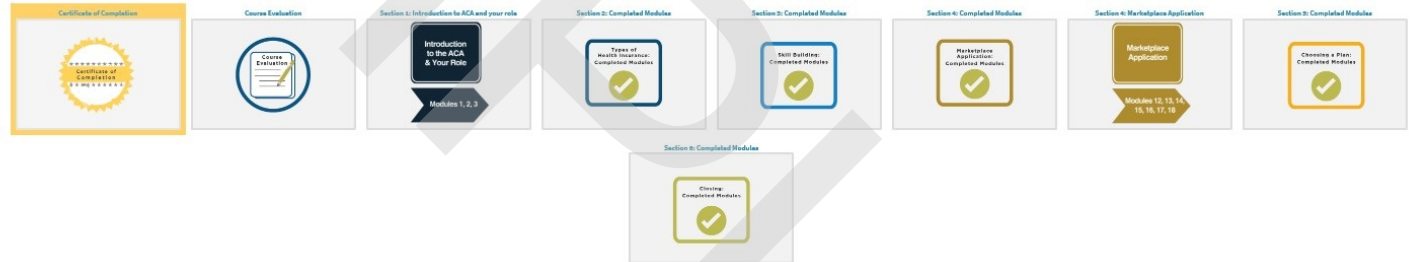 Certificate of Completion
Course Evaluation
Section 1: Introduction to ACA and your role
Section 2: Completed Modules
Section 3: Completed Modules
Section 4: Completed Modules
Section 4: Marketplace Application
Section 5: Completed Modules
Certificate of
Completion
Course
Evaluation
Introduction
to the ACA
& Your Role
Modules 1, 2, 3
Types of
Health Insurance:
Completed Modules
Skill Building:
Completed Modules
Marketplace
Application:
Completed Modules
Marketplace
Application
Modules 12, 13, 14,
15, 16, 17, 18
Choosing a Plan:
Completed Modules
Section 6: Completed Modules
Closing:
Completed Modules